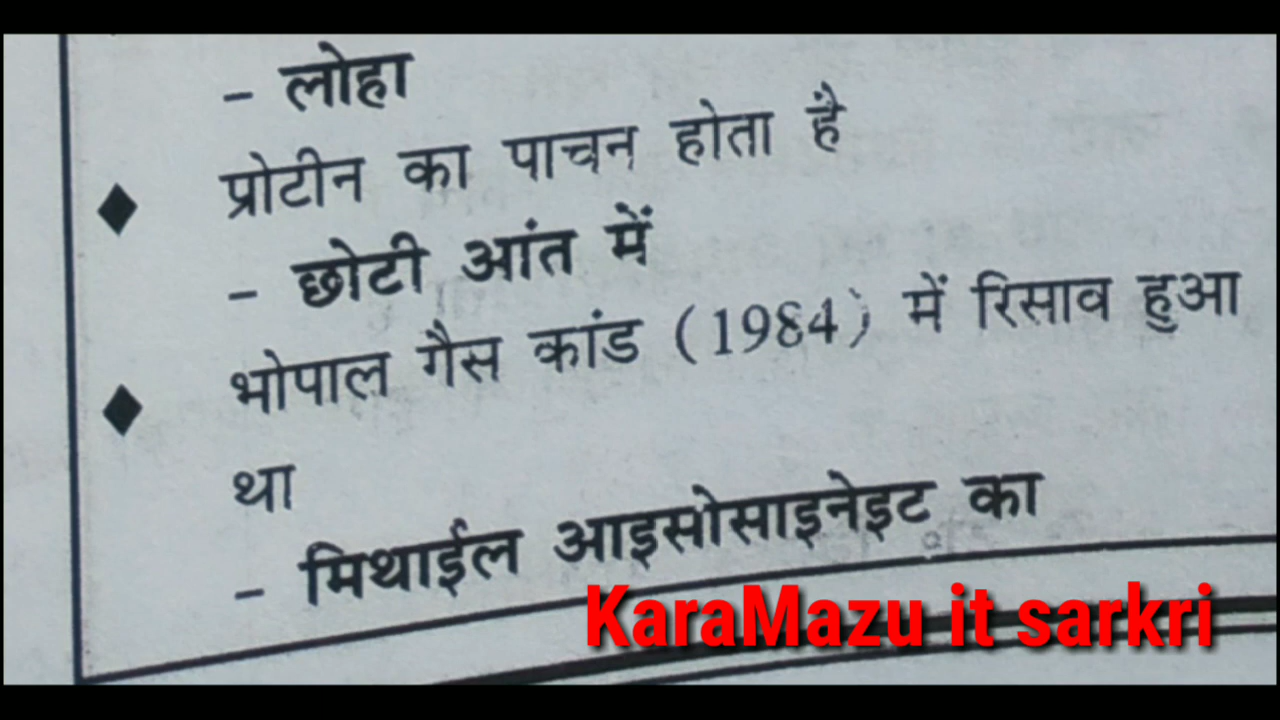 - लोहा
♦ प्रोटीन का पाचन होता है
- छोटी आंत में
♦ भोपाल गैस कांड (1984) में रिसाव हुआ
था
- मिथाईल आइसोसाइनेइट का
KaraMazu it sarkri